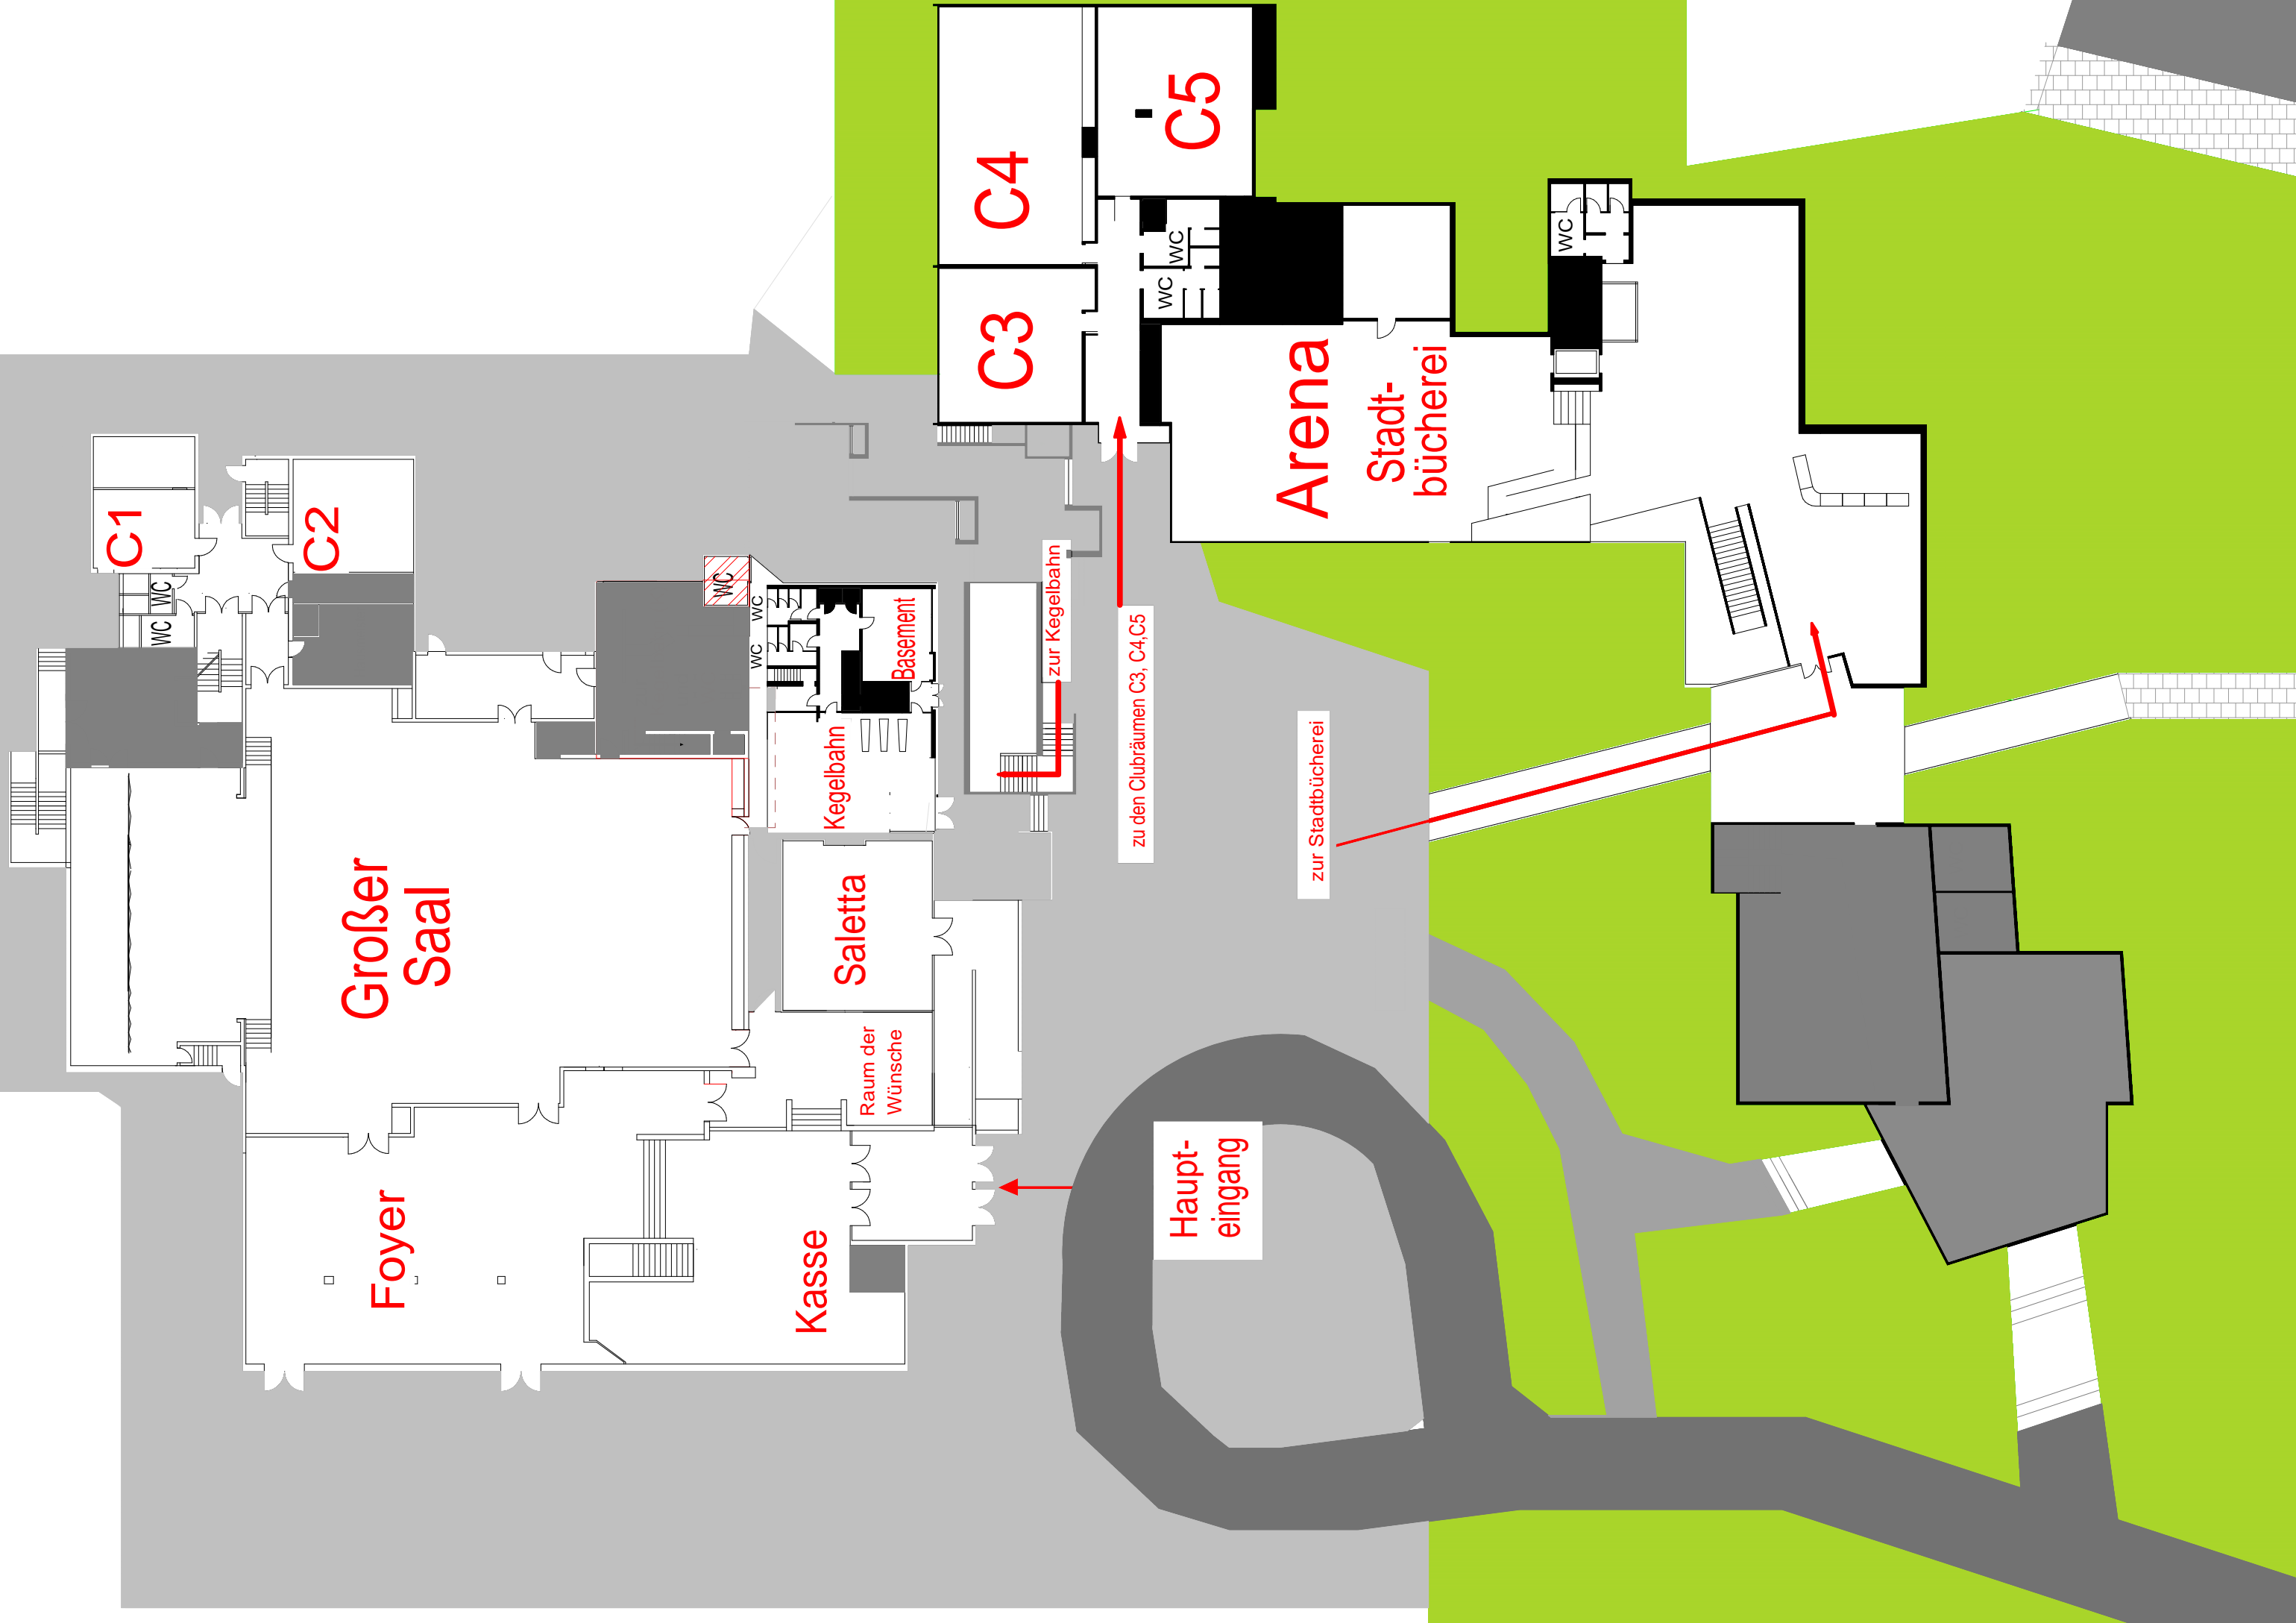 C5
C4
C3
WC
WC
WC
Arena
Stadt-
bücherei
C1
C2
WC
WC
WC
WC
WC
Basement
Kegelbahn
zur Kegelbahn
zu den Clubräumen C3, C4,C5
zur Stadtbücherei
Großer
Saal
Saletta
Raum der
Wünsche
Foyer
Kasse
Haupt-
eingang